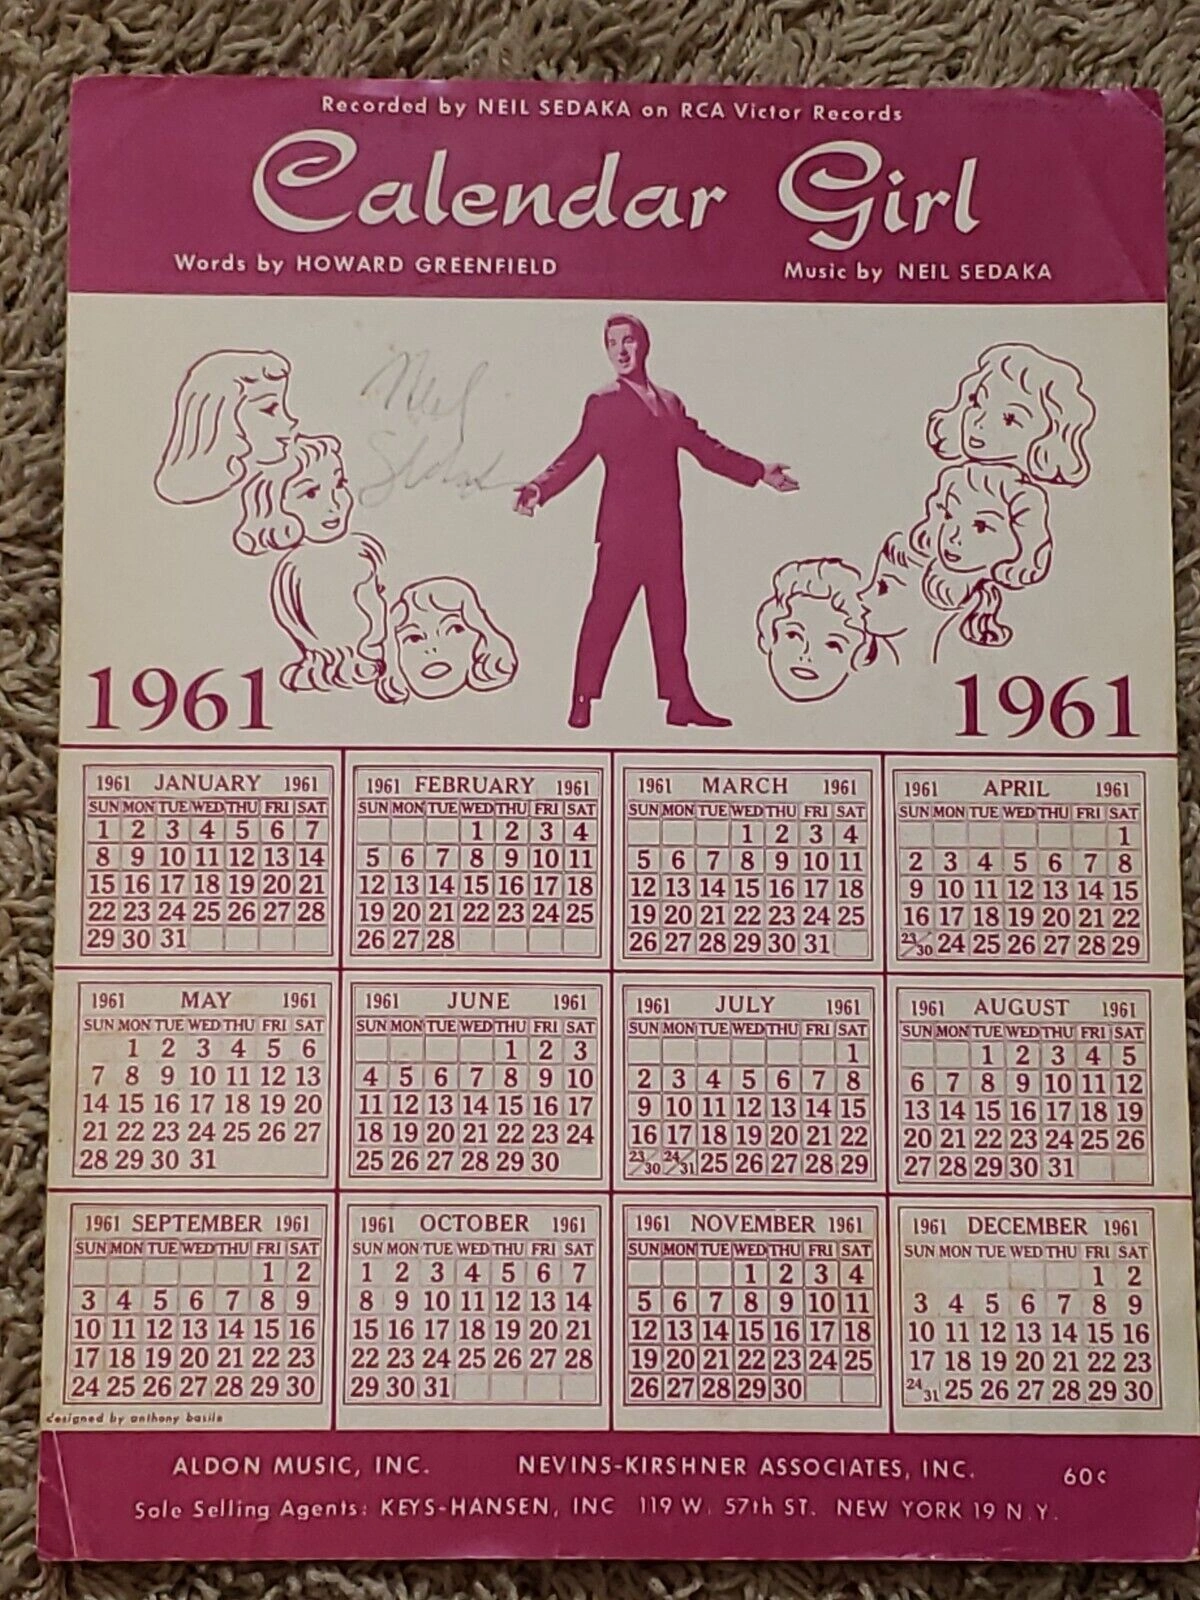 Recorded by NEIL SEDAKA on RCA Victor Records
Calendar Girl
Words by HOWARD GREENFIELD
Music by NEIL SEDAKA
Neil
Sedaka
1961 1961
1961 JANUARY 1961
SUN MON TUE WED THU FRI SAT
1 2 3 4 5 6 7
8 9 10 11 12 13 14
15 16 17 18 19 20 21
22 23 24 25 26 27 28
29 30 31
1961 FEBRUARY 1961
SUN MON TUE WED THU FRI SAT
1 2 3 4
5 6 7 8 9 10 11
12 13 14 15 16 17 18
19 20 21 22 23 24 25
26 27 28
1961 MARCH 1961
SUN MON TUE WED THU FRI SAT
1 2 3 4
5 6 7 8 9 10 11
12 13 14 15 16 17 18
19 20 21 22 23 24 25
26 27 28 29 30 31
1961 APRIL 1961
SUN MON TUE WED THU FRI SAT
1
2 3 4 5 6 7 8
9 10 11 12 13 14 15
16 17 18 19 20 21 22
23/30 24 25 26 27 28 29
1961 MAY 1961
SUN MON TUE WED THU FRI SAT
1 2 3 4 5 6
7 8 9 10 11 12 13
14 15 16 17 18 19 20
21 22 23 24 25 26 27
28 29 30 31
1961 JUNE 1961
SUN MON TUE WED THU FRI SAT
1 2 3
4 5 6 7 8 9 10
11 12 13 14 15 16 17
18 19 20 21 22 23 24
25 26 27 28 29 30
1961 JULY 1961
SUN MON TUE WED THU FRI SAT
1
2 3 4 5 6 7 8
9 10 11 12 13 14 15
16 17 18 19 20 21 22
23/30 24/31 25 26 27 28 29
1961 AUGUST 1961
SUN MON TUE WED THU FRI SAT
1 2 3 4 5
6 7 8 9 10 11 12
13 14 15 16 17 18 19
20 21 22 23 24 25 26
27 28 29 30 31
1961 SEPTEMBER 1961
SUN MON TUE WED THU FRI SAT
1 2
3 4 5 6 7 8 9
10 11 12 13 14 15 16
17 18 19 20 21 22 23
24 25 26 27 28 29 30
1961 OCTOBER 1961
SUN MON TUE WED THU FRI SAT
1 2 3 4 5 6 7
8 9 10 11 12 13 14
15 16 17 18 19 20 21
22 23 24 25 26 27 28
29 30 31
1961 NOVEMBER 1961
SUN MON TUE WED THU FRI SAT
1 2 3 4
5 6 7 8 9 10 11
12 13 14 15 16 17 18
19 20 21 22 23 24 25
26 27 28 29 30
1961 DECEMBER 1961
SUN MON TUE WED THU FRI SAT
1 2
3 4 5 6 7 8 9
10 11 12 13 14 15 16
17 18 19 20 21 22 23
24/31 25 26 27 28 29 30
designed by anthony basile
ALDON MUSIC, INC. NEVINS-KIRSHNER ASSOCIATES, INC. 60¢
Sole Selling Agents: KEYS-HANSEN, INC 119 W. 57th ST. NEW YORK 19 N.Y.